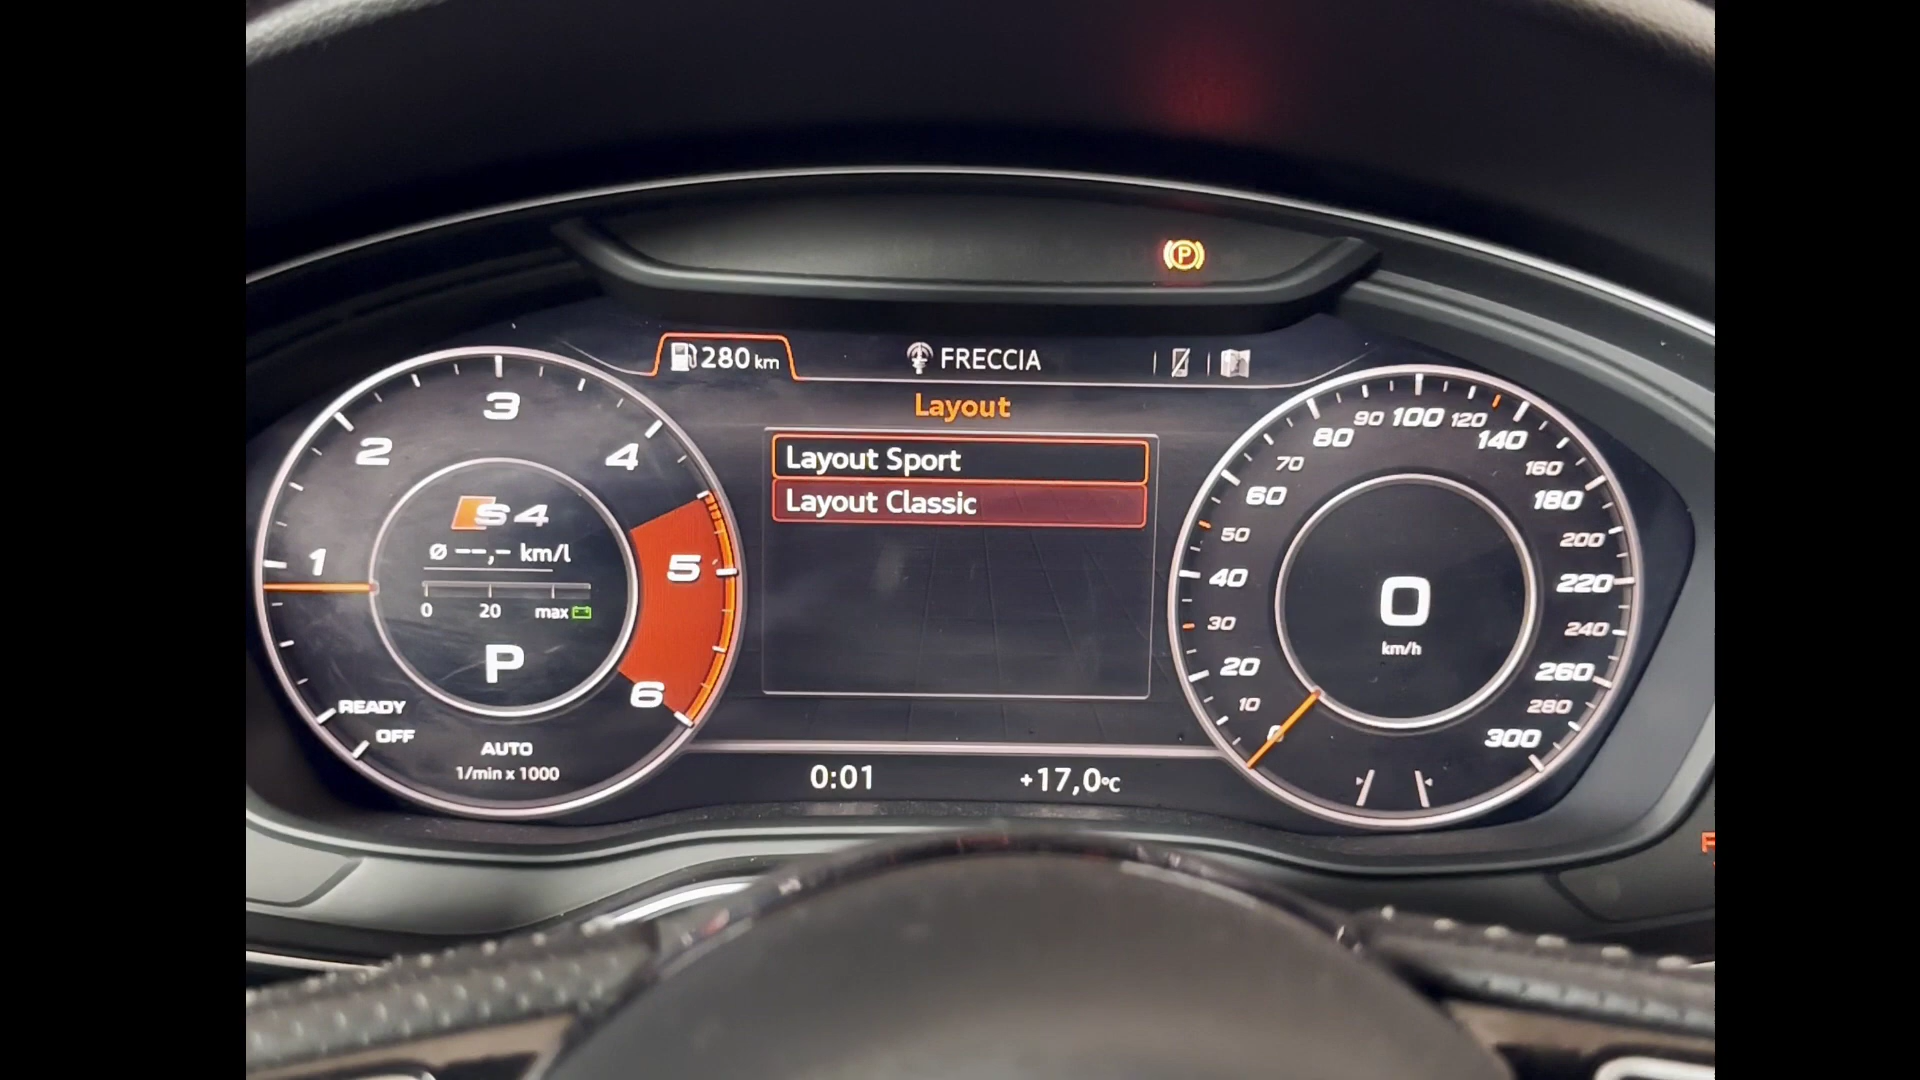 P
280 km
FRECCIA
Layout
Layout Sport
Layout Classic
1
2
3
4
5
6
S4
Ø --,- km/l
0 20 max
P
READY
OFF
AUTO
1/min x 1000
0:01
+17,0°C
0
10
20
30
40
50
60
70
80
90
100
120
140
160
180
200
220
240
260
280
300
0
km/h